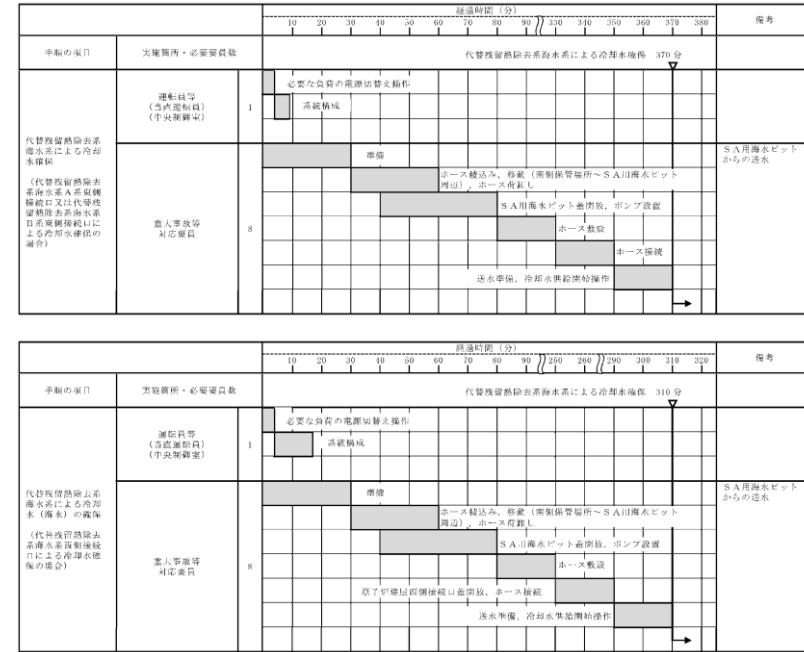 経過時間（分）
10 20 30 40 50 60 70 80 90 330 340 350 360 370 380
備考
手順の項目
実施箇所・必要要員数
代替残留熱除去系海水系による冷却水確保 370 分
代替残留熱除去系
海水系による冷却
水確保
（代替残留熱除去
系海水系Ａ系東側
接続口又は代替残
留熱除去系海水系
Ｂ系東側接続口に
よる冷却水確保の
場合）
運転員等
（当直運転員）
（中央制御室）
1
必要な負荷の電源切替え操作
系統構成
重大事故等
対応要員
8
準備
ホース積込み，移動（南側保管場所～ＳＡ用海水ピット
周辺），ホース荷卸し
ＳＡ用海水ピット蓋開放，ポンプ設置
ホース敷設
ホース接続
送水準備，冷却水供給開始操作
ＳＡ用海水ピット
からの送水
経過時間（分）
10 20 30 40 50 60 70 80 90 250 260 290 300 310 320
備考
手順の項目
実施箇所・必要要員数
代替残留熱除去系海水系による冷却水確保 310 分
代替残留熱除去系
海水系による冷却
水（海水）の確保
（代替残留熱除去
系海水系西側接続
口による冷却水確
保の場合）
運転員等
（当直運転員）
（中央制御室）
1
必要な負荷の電源切替え操作
系統構成
重大事故等
対応要員
8
準備
ホース積込み，移動（南側保管場所～ＳＡ用海水ピット
周辺），ホース荷卸し
ＳＡ用海水ピット蓋開放，ポンプ設置
ホース敷設
原子炉建屋西側接続口蓋開放，ホース接続
送水準備，冷却水供給開始操作
ＳＡ用海水ピット
からの送水